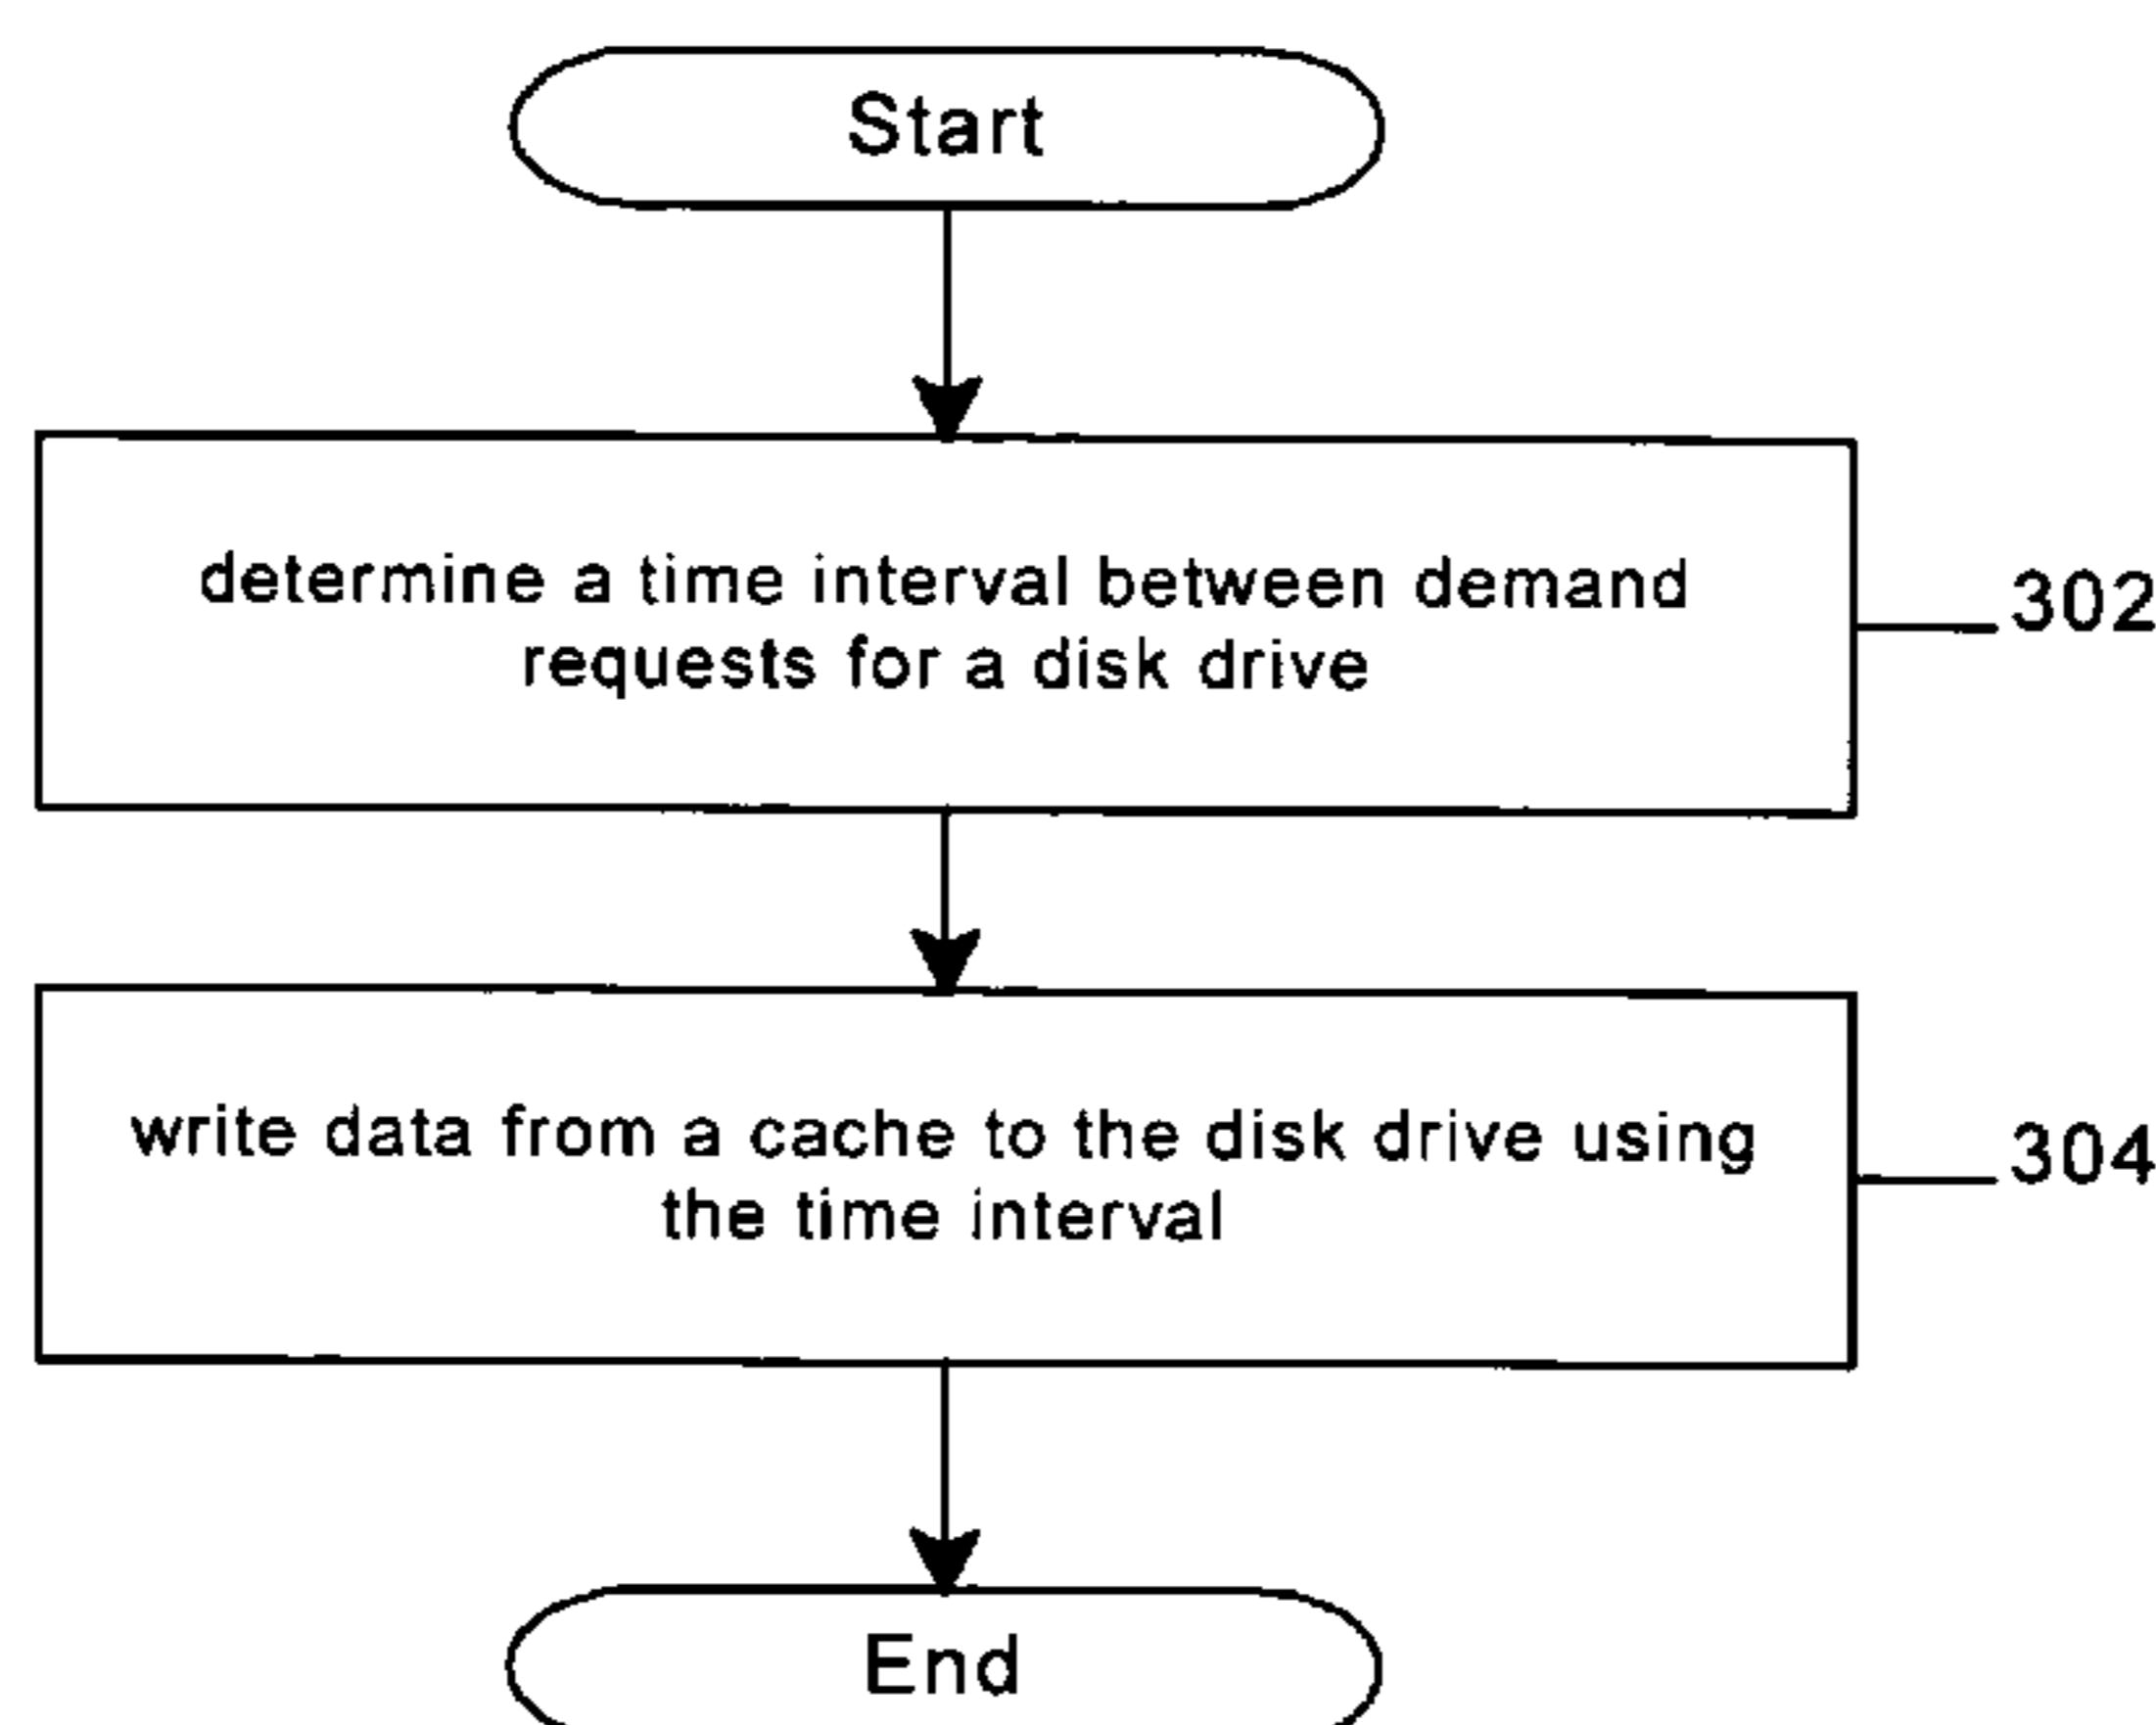 Start
determine a time interval between demand
requests for a disk drive
302
write data from a cache to the disk drive using
the time interval
304
End